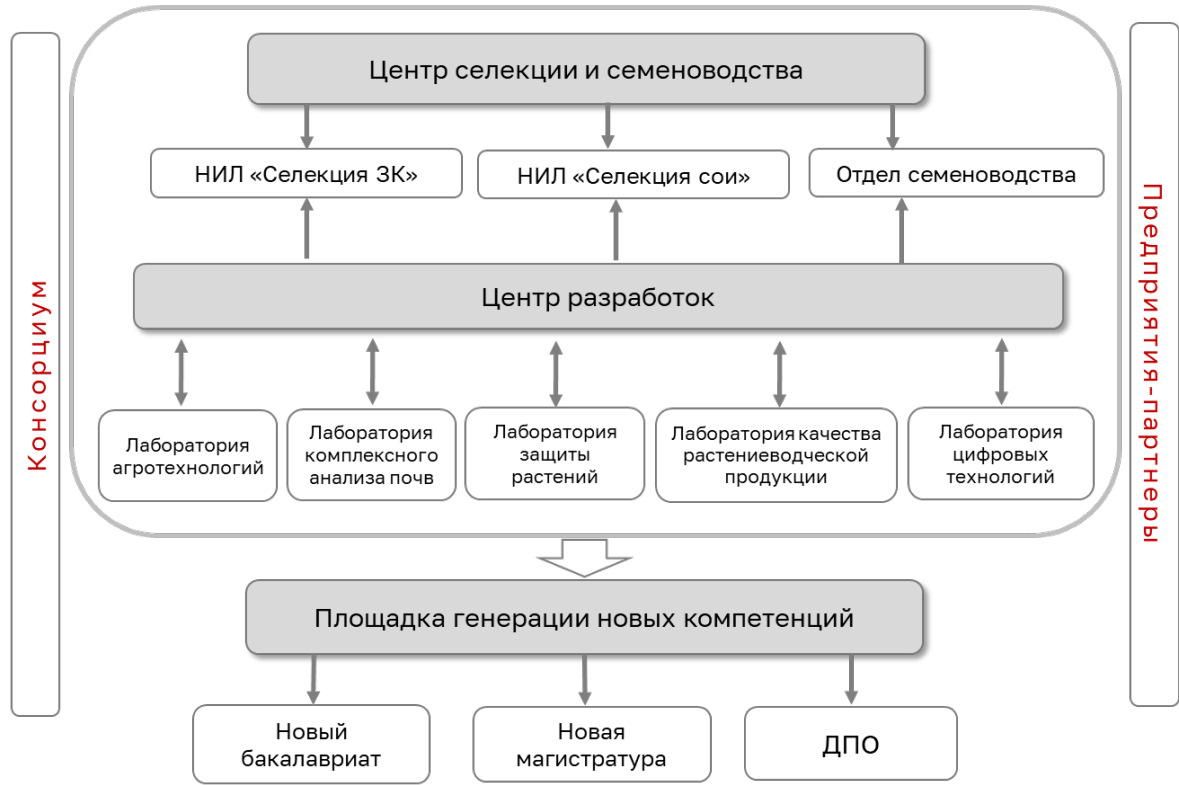 Консорциум
Центр селекции и семеноводства
НИЛ «Селекция ЗК»
НИЛ «Селекция сои»
Отдел семеноводства
Центр разработок
Лаборатория
агротехнологий
Лаборатория
комплексного
анализа почв
Лаборатория
защиты
растений
Лаборатория качества
растениеводческой
продукции
Лаборатория
цифровых
технологий
Площадка генерации новых компетенций
Новый
бакалавриат
Новая
магистратура
ДПО
Предприятия-партнеры